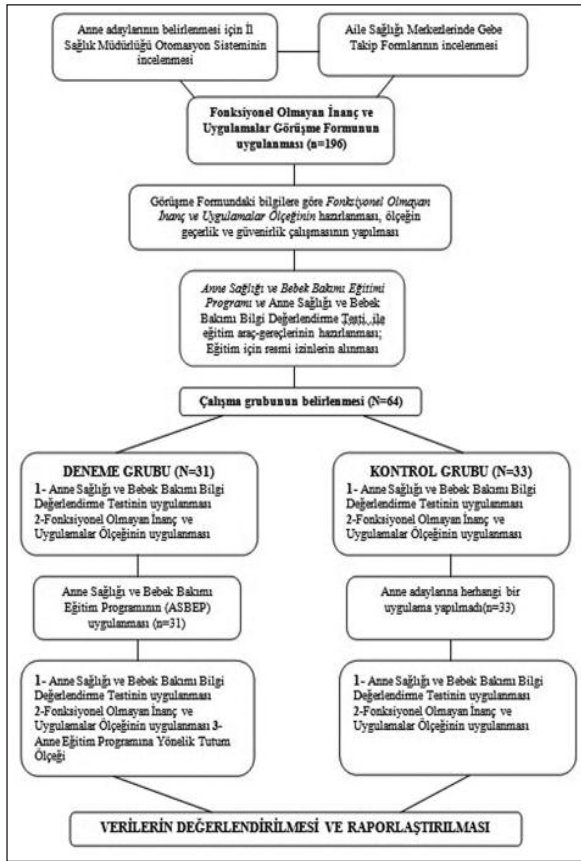 Anne adaylarının belirlenmesi için İl
Sağlık Müdürlüğü Otomasyon Sisteminin
incelenmesi
Aile Sağlığı Merkezlerinde Gebe
Takip Formlarının incelenmesi
Fonksiyonel Olmayan İnanç ve
Uygulamalar Görüşme Formunun
uygulanması (n=196)
Görüşme Formundaki bilgilere göre Fonksiyonel Olmayan
İnanç ve Uygulamalar Ölçeğinin hazırlanması, ölçeğin
geçerlik ve güvenirlik çalışmasının yapılması
Anne Sağlığı ve Bebek Bakımı Eğitimi
Programı ve Anne Sağlığı ve Bebek
Bakımı Bilgi Değerlendirme Testi ile
eğitim araç-gereçlerinin hazırlanması;
Eğitim için resmi izinlerin alınması
Çalışma grubunun belirlenmesi (N=64)
DENEME GRUBU (N=31)
1- Anne Sağlığı ve Bebek Bakımı Bilgi
Değerlendirme Testinin uygulanması
2-Fonksiyonel Olmayan İnanç ve
Uygulamalar Ölçeğinin uygulanması
KONTROL GRUBU (N=33)
1- Anne Sağlığı ve Bebek Bakımı Bilgi
Değerlendirme Testinin uygulanması
2-Fonksiyonel Olmayan İnanç ve
Uygulamalar Ölçeğinin uygulanması
Anne Sağlığı ve Bebek Bakımı
Eğitim Programının (ASBEP)
uygulanması (n=31)
Anne adaylarına herhangi bir
uygulama yapılmadı(n=33)
1- Anne Sağlığı ve Bebek Bakımı Bilgi
Değerlendirme Testinin uygulanması
2-Fonksiyonel Olmayan İnanç ve
Uygulamalar Ölçeğinin uygulanması 3-
Anne Eğitim Programına Yönelik Tutum
Ölçeği
1- Anne Sağlığı ve Bebek Bakımı Bilgi
Değerlendirme Testinin uygulanması
2-Fonksiyonel Olmayan İnanç ve
Uygulamalar Ölçeğinin uygulanması
VERİLERİN DEĞERLENDİRİLMESİ VE RAPORLAŞTIRILMASI